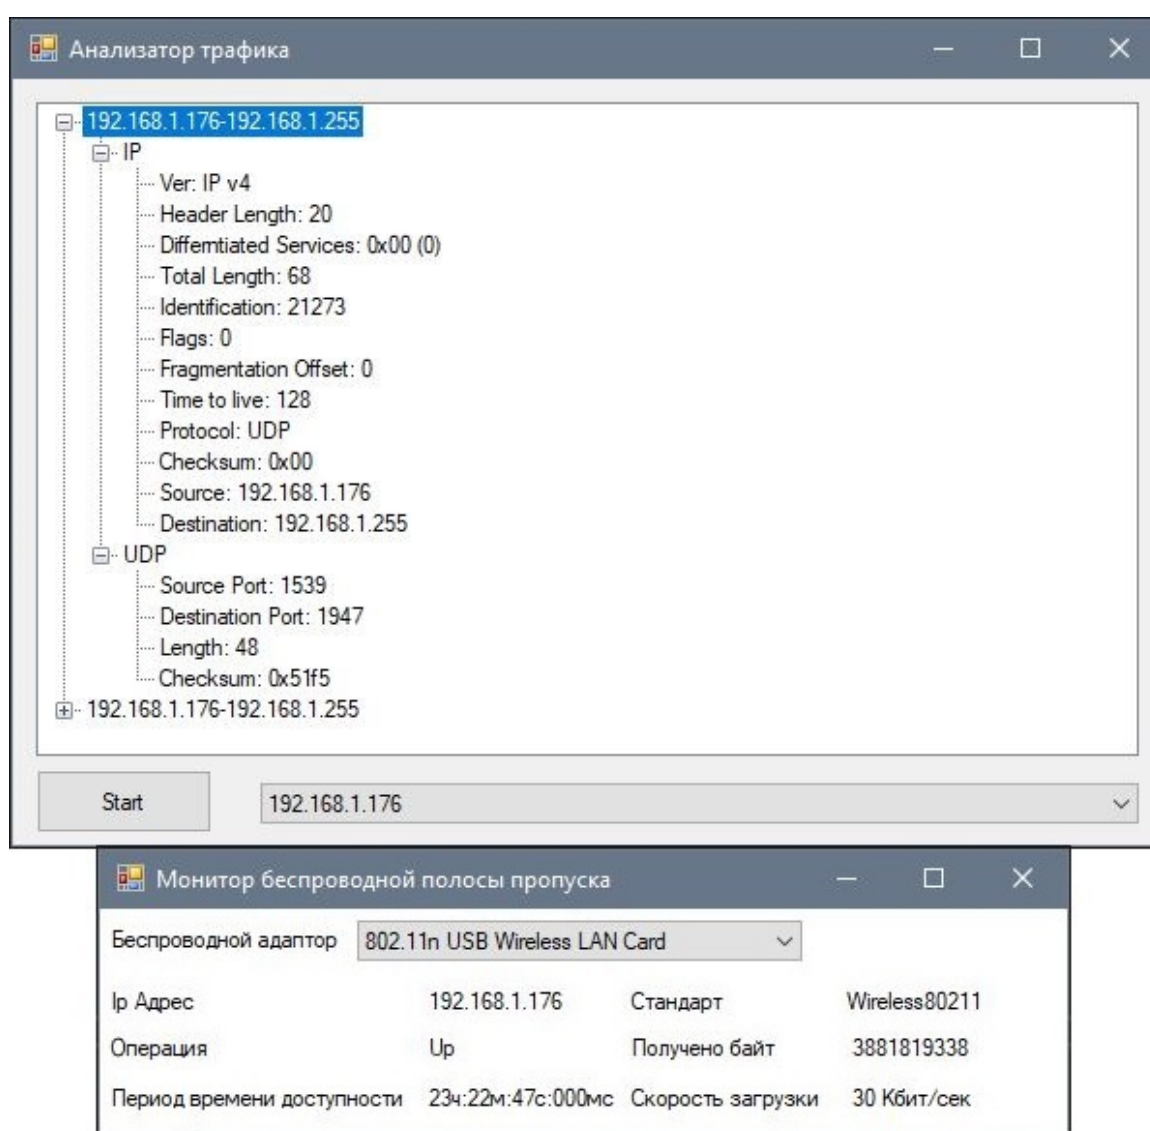 Анализатор трафика
192.168.1.176-192.168.1.255
IP
Ver: IP v4
Header Length: 20
Differntiated Services: 0x00 (0)
Total Length: 68
Identification: 21273
Flags: 0
Fragmentation Offset: 0
Time to live: 128
Protocol: UDP
Checksum: 0x00
Source: 192.168.1.176
Destination: 192.168.1.255
UDP
Source Port: 1539
Destination Port: 1947
Length: 48
Checksum: 0x51f5
192.168.1.176-192.168.1.255
Start 192.168.1.176
Монитор беспроводной полосы пропуска
Беспроводной адаптор 802.11n USB Wireless LAN Card
Ip Адрес 192.168.1.176 Стандарт Wireless80211
Операция Up Получено байт 3881819338
Период времени доступности 23ч:22м:47с:000мс Скорость загрузки 30 Кбит/сек